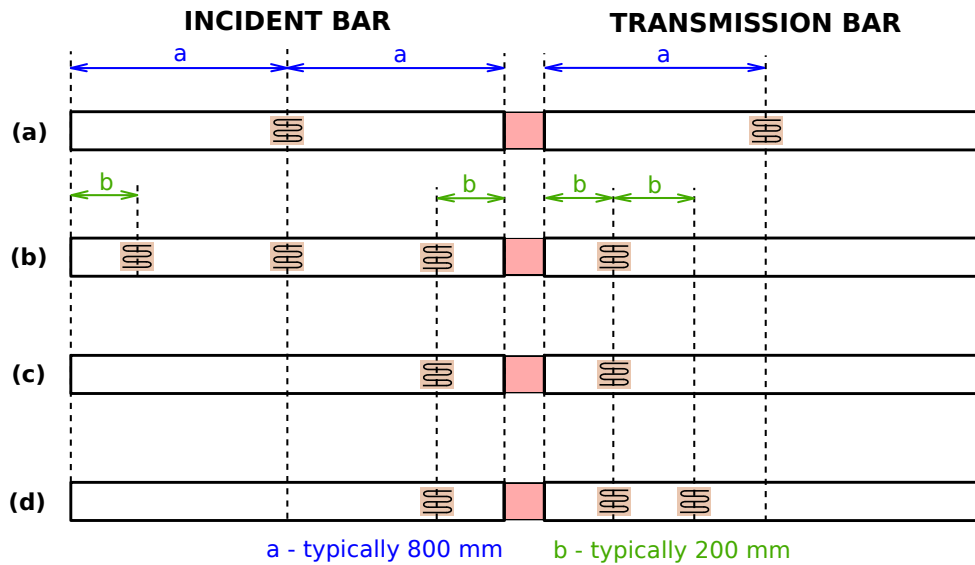 INCIDENT BAR
TRANSMISSION BAR
a
a
a
(a)
b
b
b
b
(b)
(c)
(d)
a - typically 800 mm
b - typically 200 mm